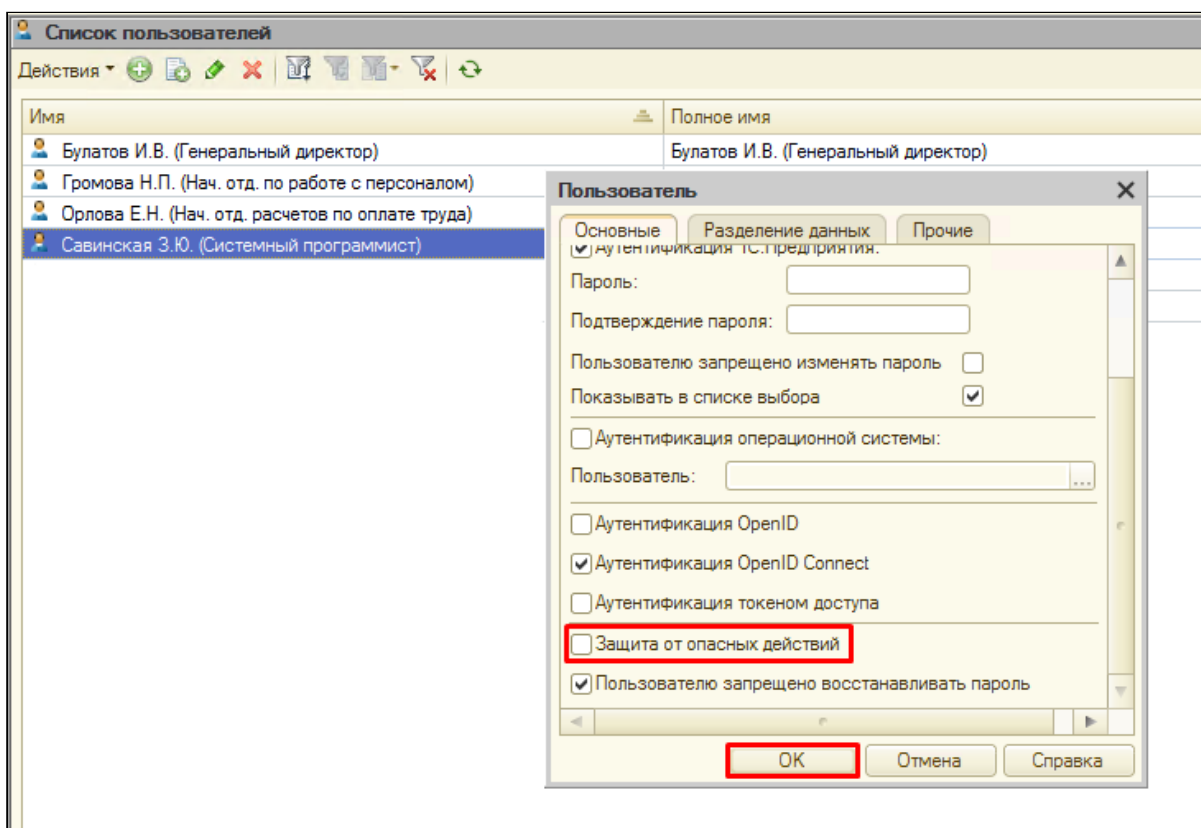 Список пользователей
Действия
Имя
Полное имя
Булатов И.В. (Генеральный директор)
Булатов И.В. (Генеральный директор)
Громова Н.П. (Нач. отд. по работе с персоналом)
Орлова Е.Н. (Нач. отд. расчетов по оплате труда)
Савинская З.Ю. (Системный программист)
Пользователь
Основные
Разделение данных
Прочие
Аутентификация 1С:Предприятия:
Пароль:
Подтверждение пароля:
Пользователю запрещено изменять пароль
Показывать в списке выбора
Аутентификация операционной системы:
Пользователь:
...
Аутентификация OpenID
Аутентификация OpenID Connect
Аутентификация токеном доступа
Защита от опасных действий
Пользователю запрещено восстанавливать пароль
OK
Отмена
Справка